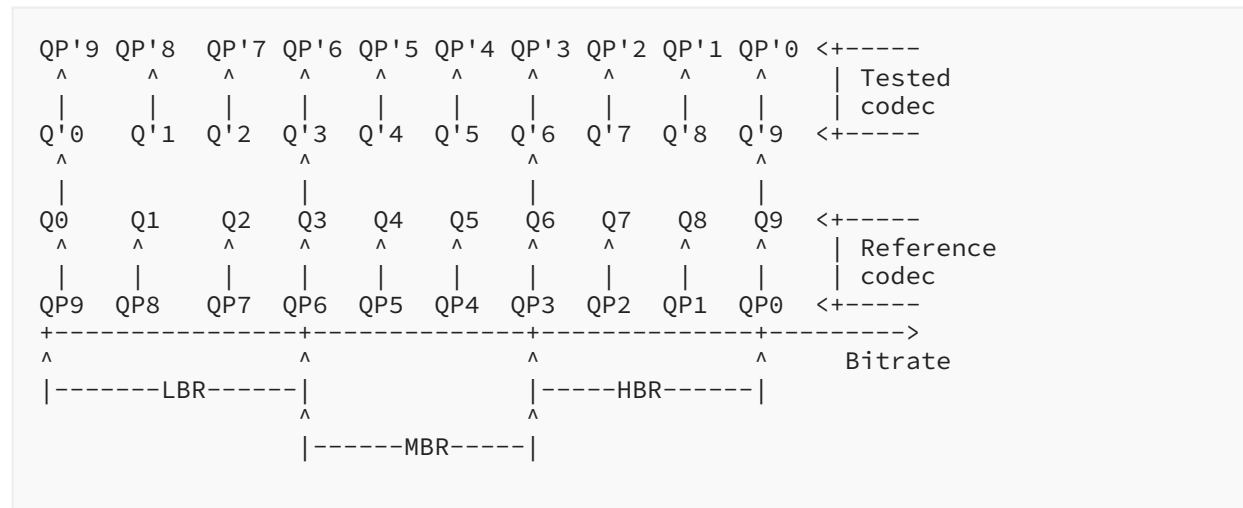 QP'9 QP'8  QP'7 QP'6 QP'5 QP'4 QP'3 QP'2 QP'1 QP'0 <+-----
 ^     ^    ^    ^    ^    ^    ^    ^    ^    ^    | Tested
 |     |    |    |    |    |    |    |    |    |    | codec
Q'0   Q'1  Q'2  Q'3  Q'4  Q'5  Q'6  Q'7  Q'8  Q'9  <+-----
 ^               ^              ^              ^
 |               |              |              |
Q0    Q1    Q2   Q3   Q4   Q5   Q6   Q7   Q8   Q9  <+-----
 ^    ^     ^    ^    ^    ^    ^    ^    ^    ^    | Reference
 |    |     |    |    |    |    |    |    |    |    | codec
QP9  QP8   QP7  QP6  QP5  QP4  QP3  QP2  QP1  QP0  <+-----
+----------------+--------------+--------------+--------->
^                ^              ^              ^     Bitrate
|-------LBR------|              |-----HBR------|
                 ^              ^
                 |------MBR-----|